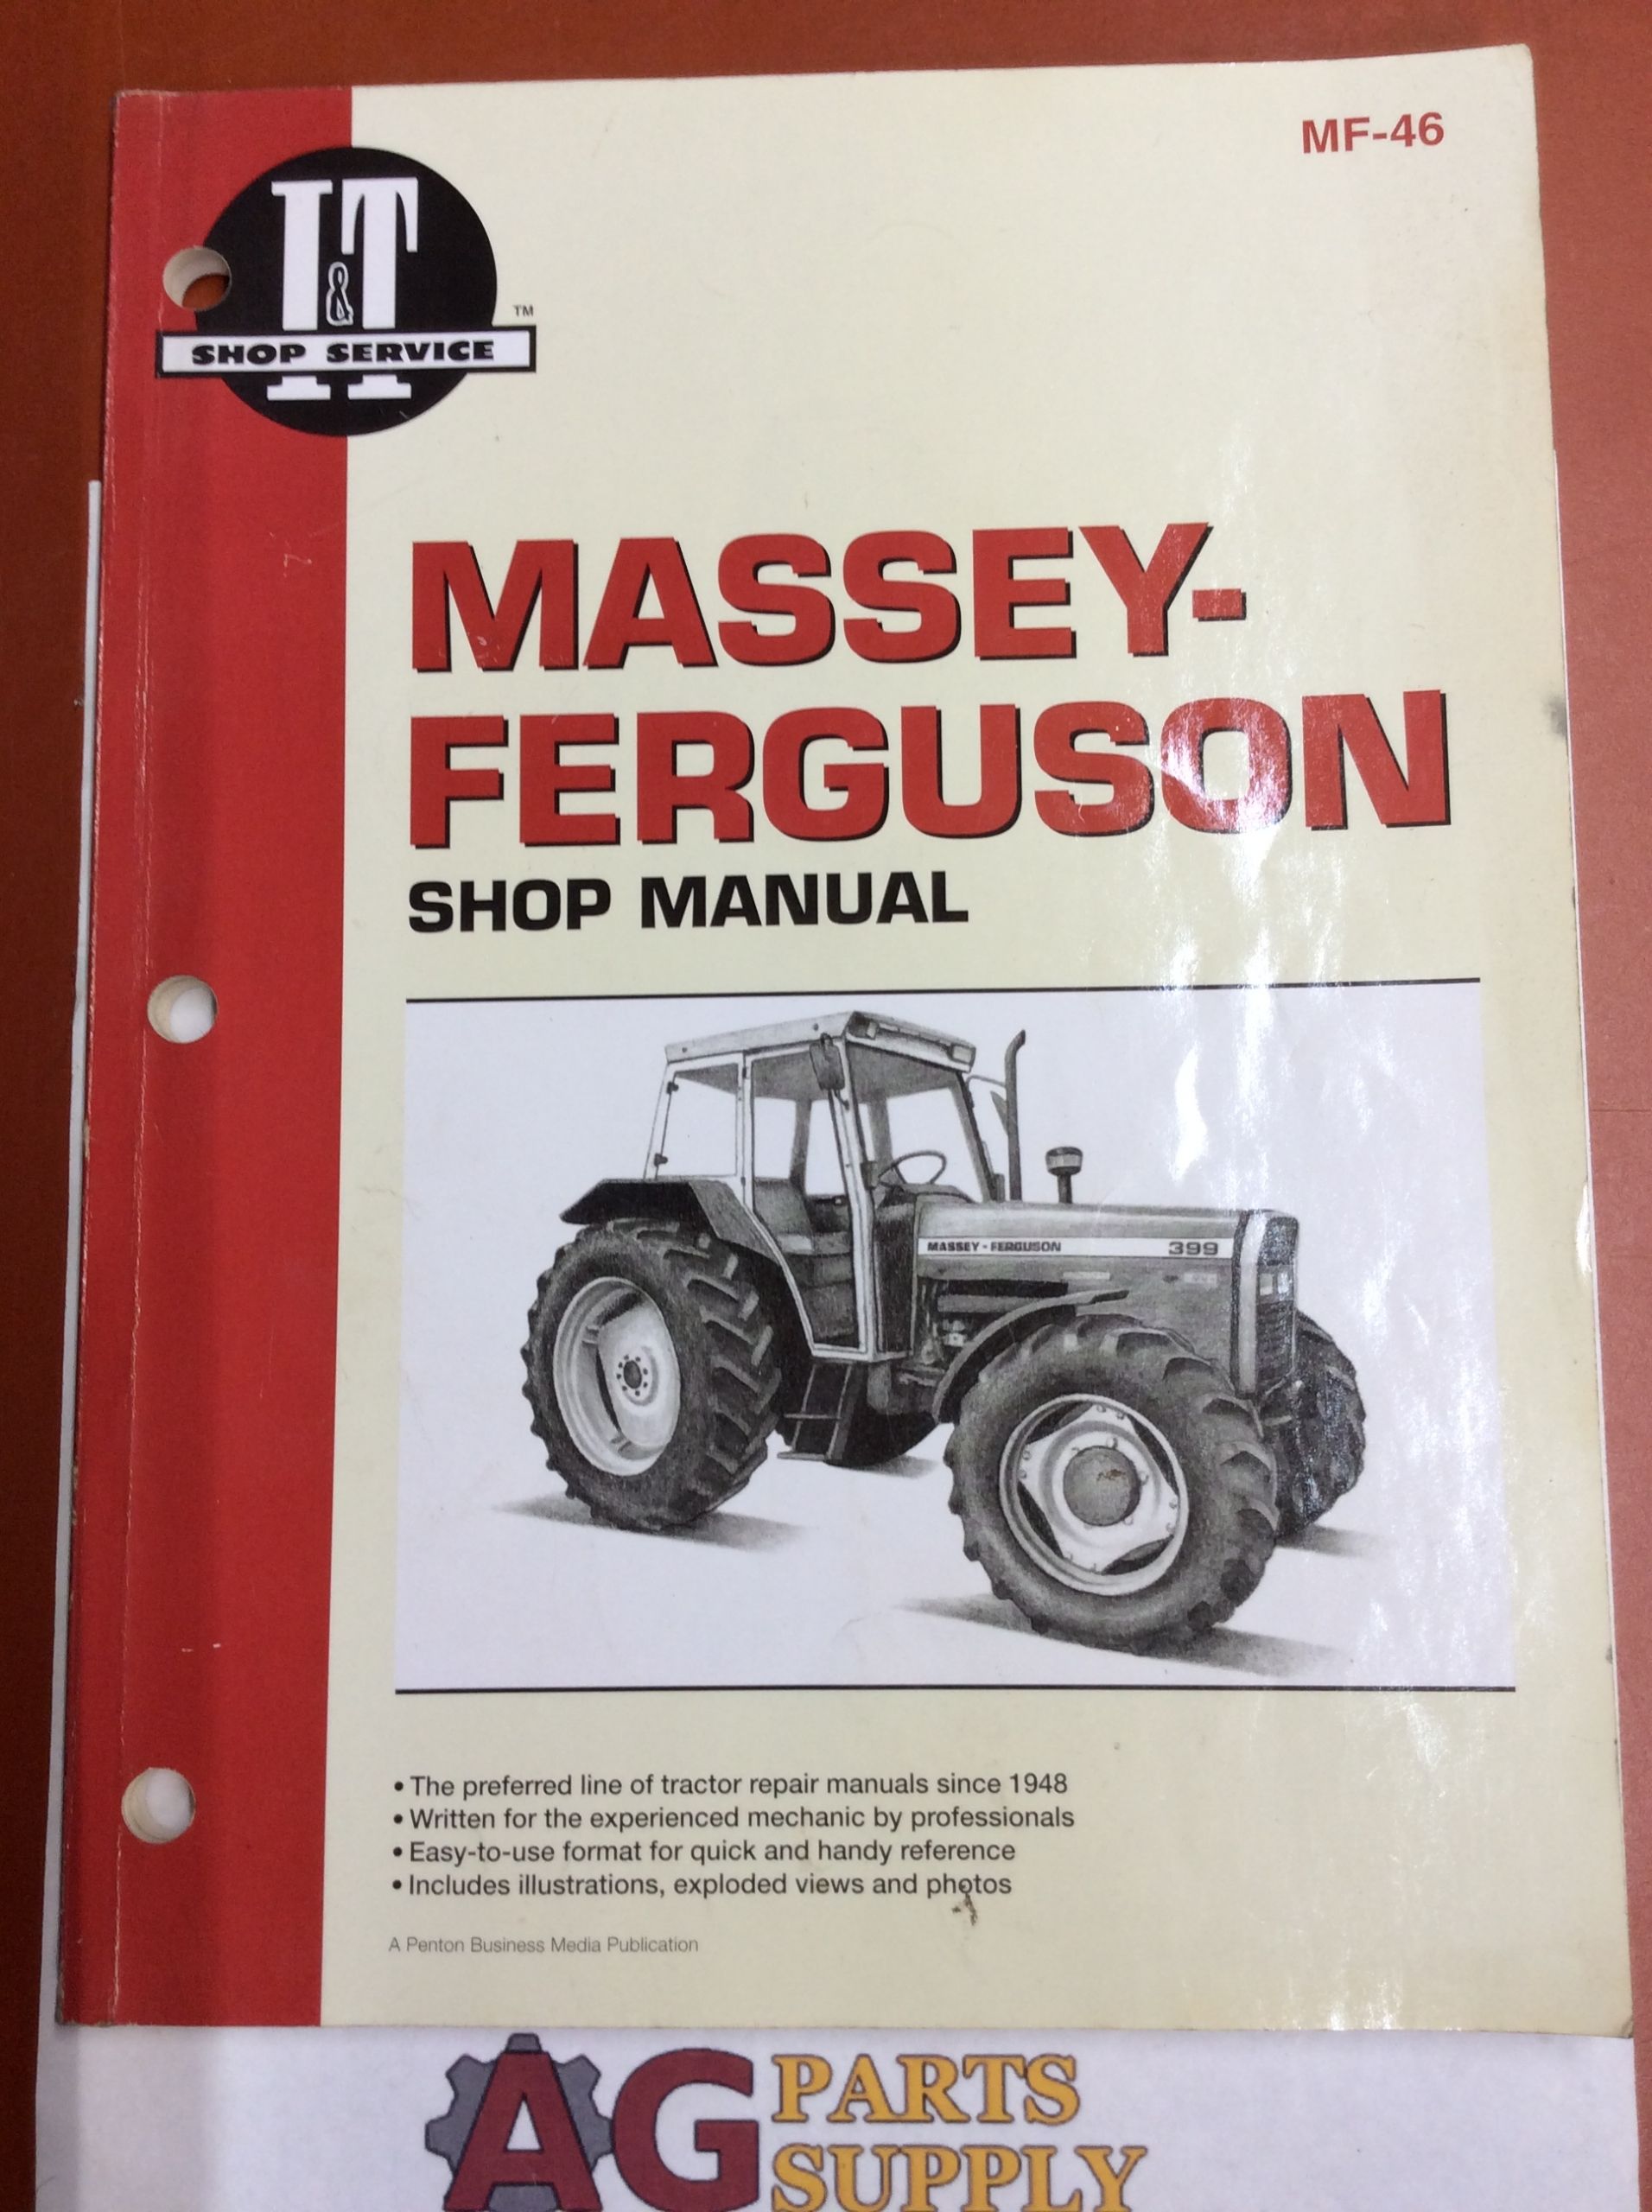 MF-46
I&T
™
SHOP SERVICE
MASSEY-
FERGUSON
SHOP MANUAL
MASSEY-FERGUSON 399
• The preferred line of tractor repair manuals since 1948
• Written for the experienced mechanic by professionals
• Easy-to-use format for quick and handy reference
• Includes illustrations, exploded views and photos
A Penton Business Media Publication
AG PARTS
SUPPLY